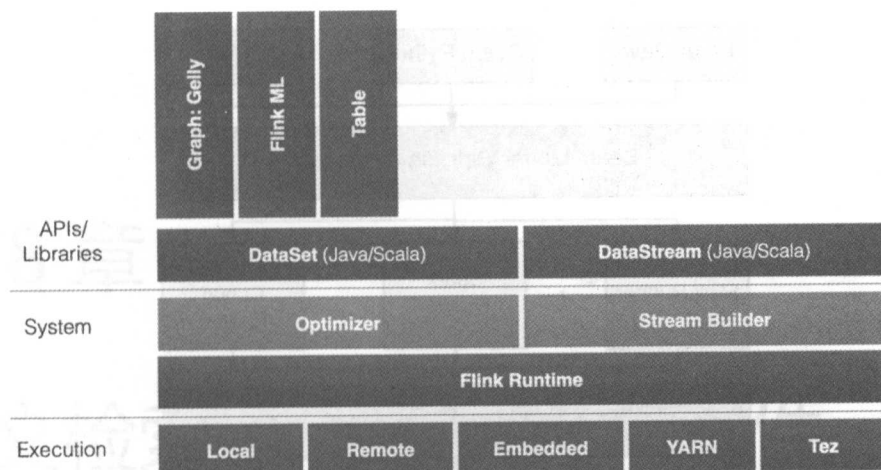 Graph: Gelly
Flink ML
Table
APIs/
Libraries
DataSet (Java/Scala)
DataStream (Java/Scala)
System
Optimizer
Stream Builder
Flink Runtime
Execution
Local
Remote
Embedded
YARN
Tez